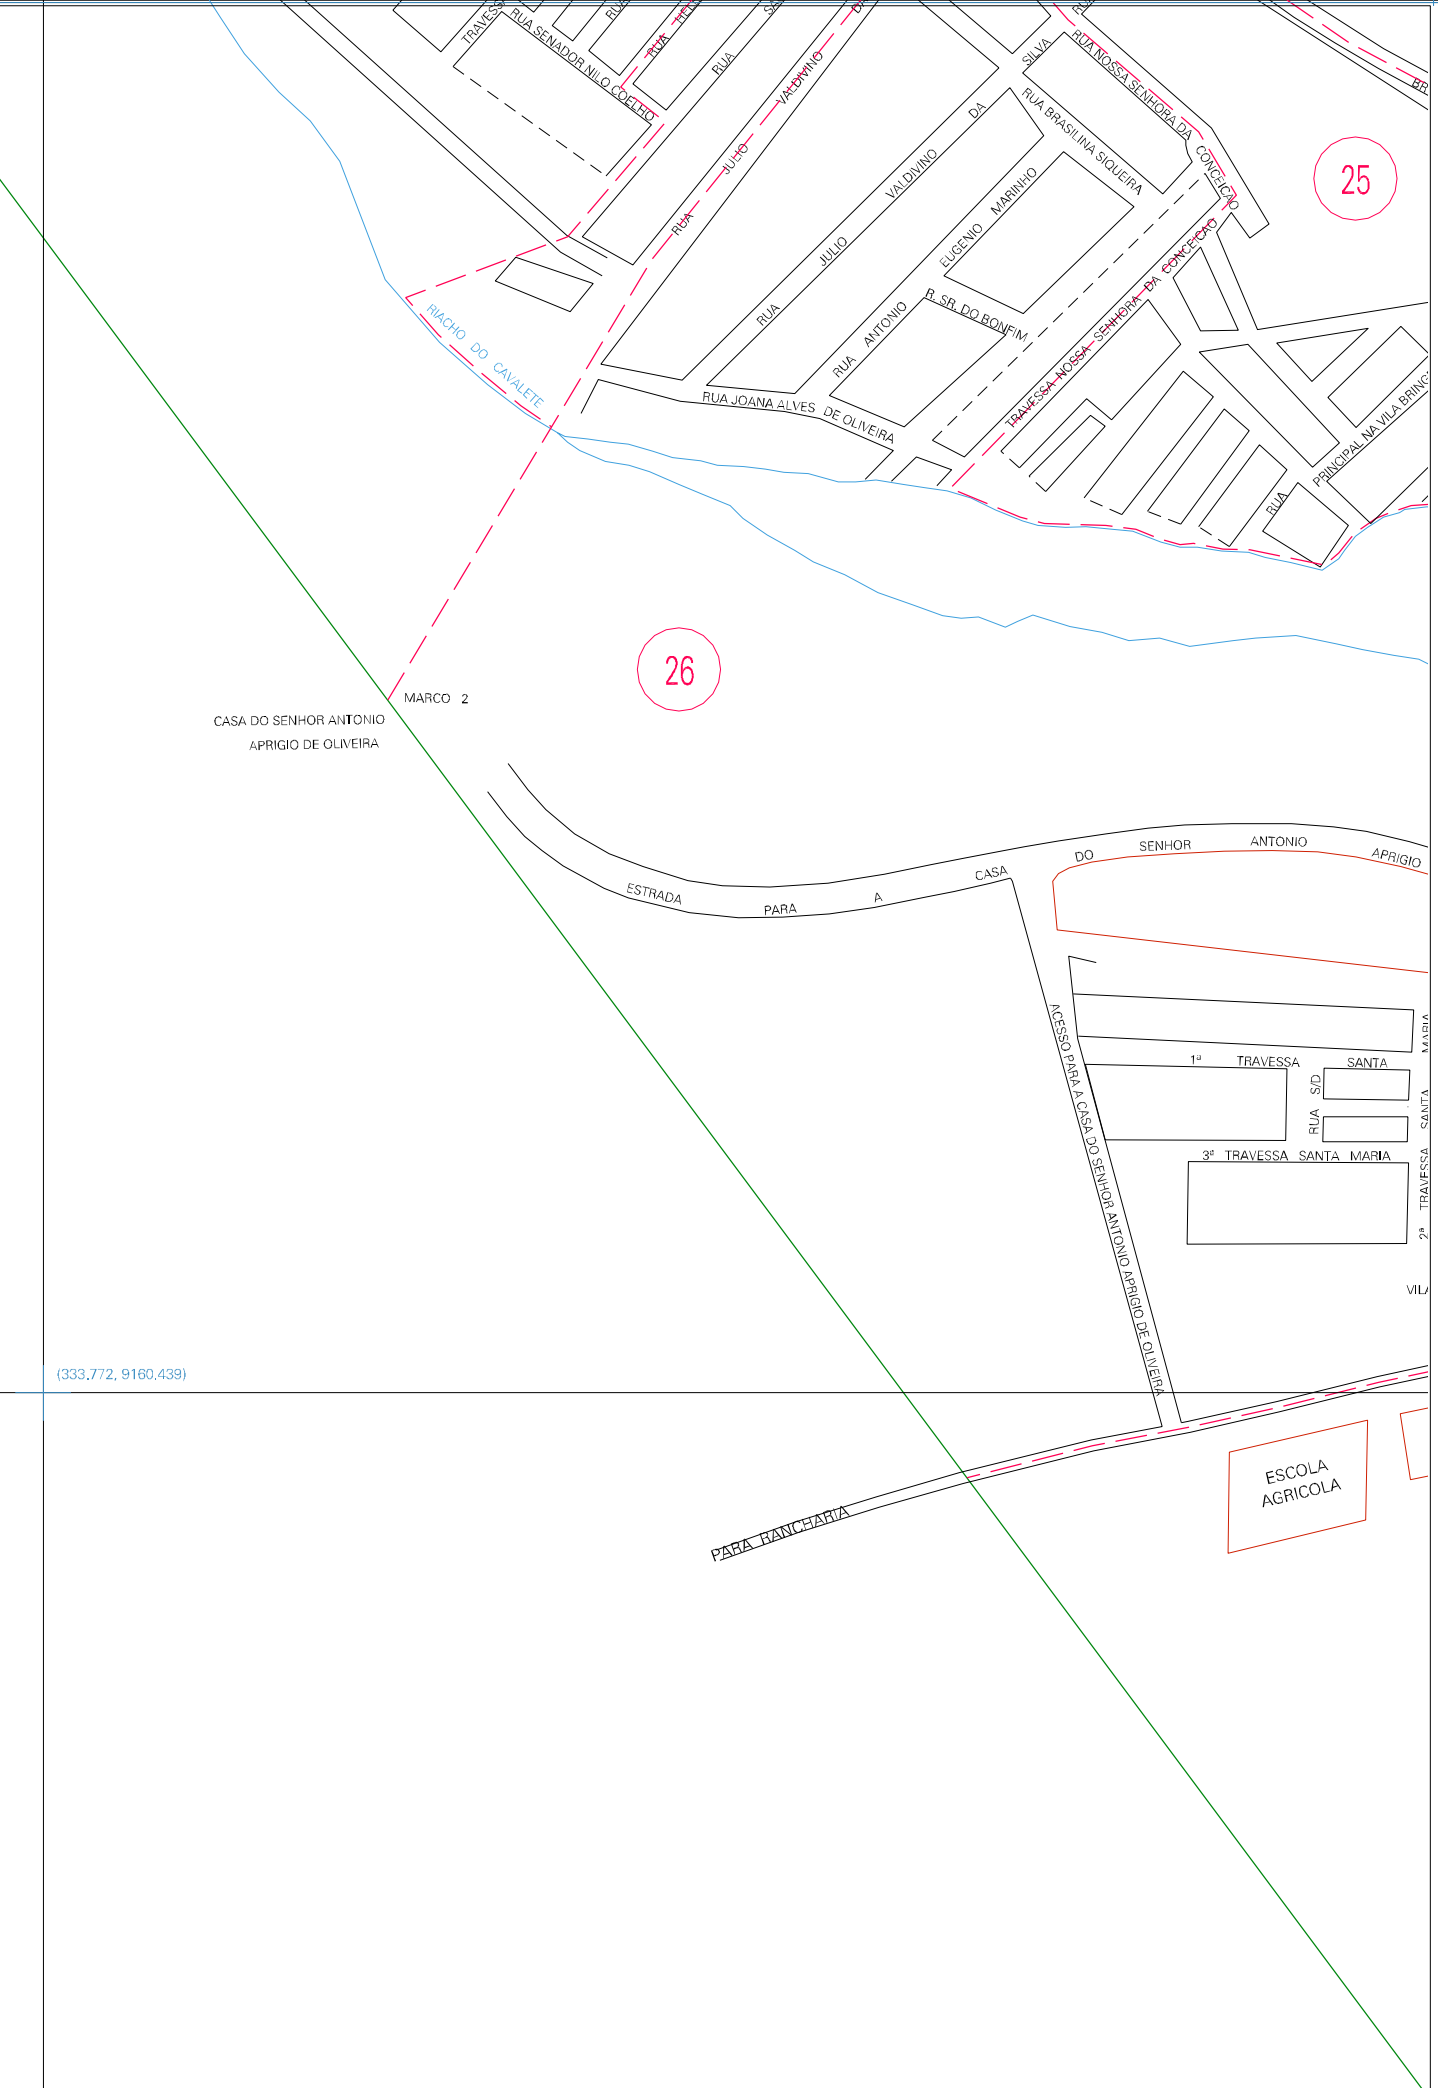 RUA SENADOR NILO COELHO
RUA
RUA
RUA JULIO VALDIVINO
SILVA
RUA NOSSA SENHORA DA CONCEICAO
RUA BRASILINA SIQUEIRA
25
RUA JULIO VALDIVINO DA
RUA ANTONIO EUGENIO MARINHO
R. SR. DO BONFIM
TRAVESSA NOSSA SENHORA DA CONCEICAO
RIACHO DO CAVALETE
RUA JOANA ALVES DE OLIVEIRA
RUA PRINCIPAL NA VILA
26
MARCO 2
CASA DO SENHOR ANTONIO
APRIGIO DE OLIVEIRA
ESTRADA PARA A CASA DO SENHOR ANTONIO APRIGIO
ACESSO PARA A CASA DO SENHOR ANTONIO APRIGIO DE OLIVEIRA
1ª TRAVESSA SANTA
MARIA
RUA S/D
3ª TRAVESSA SANTA MARIA
2ª TRAVESSA SANTA
(333.772, 9160.439)
ESCOLA
AGRICOLA
PARA RANCHARIA